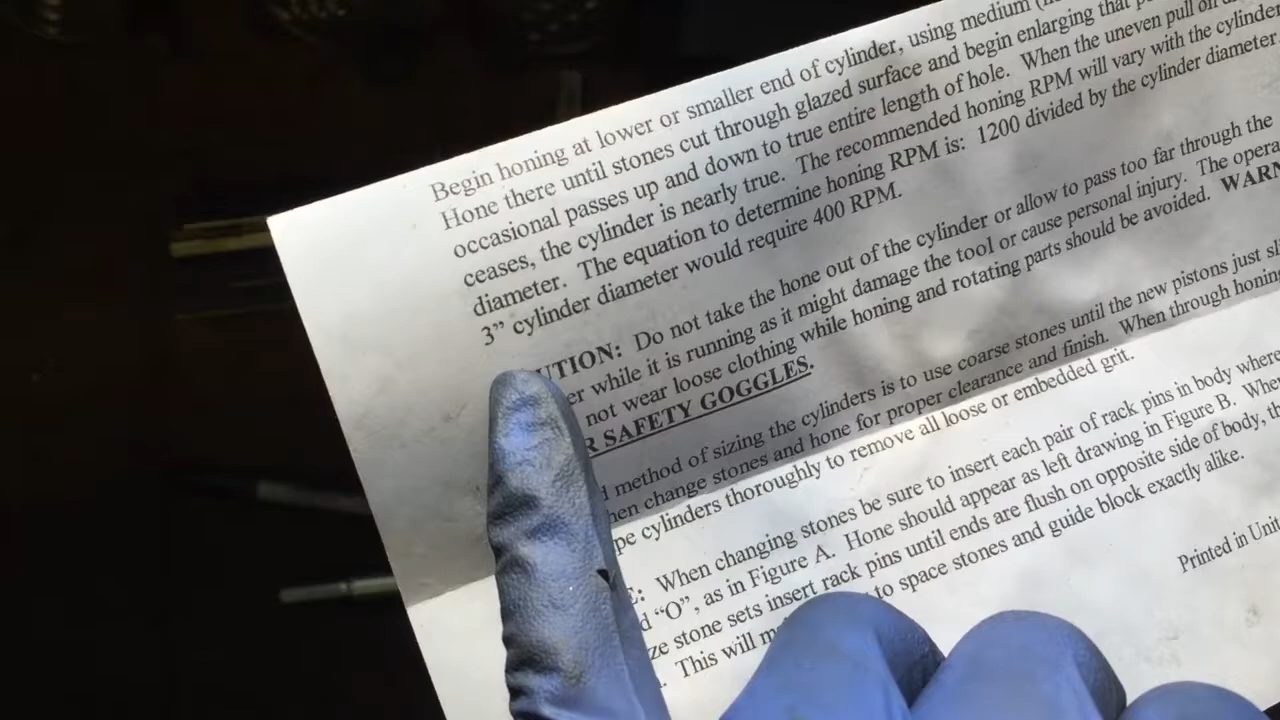 Begin honing at lower or smaller end of cylinder, using medium
Hone there until stones cut through glazed surface and begin enlarging that
occasional passes up and down to true entire length of hole. When the uneven pull on
ceases, the cylinder is nearly true. The recommended honing RPM will vary with the cylinder
diameter. The equation to determine honing RPM is: 1200 divided by the cylinder diameter
3” cylinder diameter would require 400 RPM.
UTION: Do not take the hone out of the cylinder or allow to pass too far through the
er while it is running as it might damage the tool or cause personal injury. The opera
not wear loose clothing while honing and rotating parts should be avoided. WARN
R SAFETY GOGGLES.
d method of sizing the cylinders is to use coarse stones until the new pistons just
hen change stones and hone for proper clearance and finish. When through honin
pe cylinders thoroughly to remove all loose or embedded grit.
E: When changing stones be sure to insert each pair of rack pins in body where
d “O”, as in Figure A. Hone should appear as left drawing in Figure B. Whe
ze stone sets insert rack pins until ends are flush on opposite side of body, th
. This will m to space stones and guide block exactly alike.
Printed in Uni